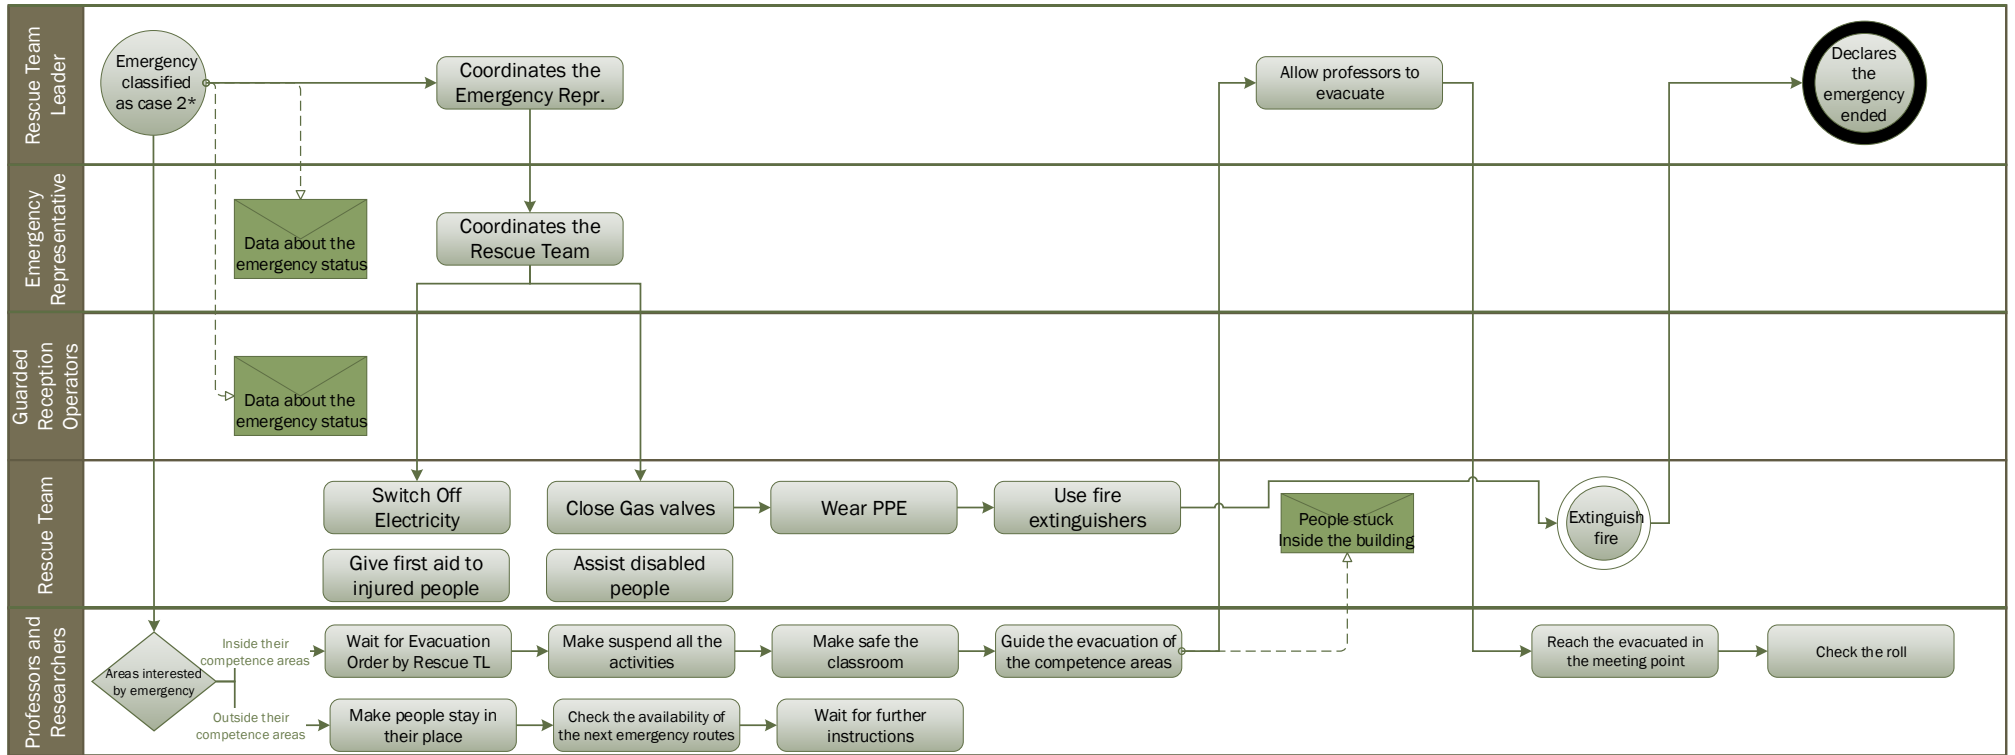 Rescue Team
Leader
Emergency
classified
as case 2*
Coordinates the
Emergency Repr.
Allow professors to
evacuate
Declares
the
emergency
ended
Emergency
Representative
Data about the
emergency status
Coordinates the
Rescue Team
Guarded
Reception
Operators
Data about the
emergency status
Rescue Team
Switch Off
Electricity
Close Gas valves
Wear PPE
Use fire
extinguishers
People stuck
Inside the building
Extinguish
fire
Give first aid to
injured people
Assist disabled
people
Professors and
Researchers
Areas interested
by emergency
Inside their
competence areas
Wait for Evacuation
Order by Rescue TL
Make suspend all the
activities
Make safe the
classroom
Guide the evacuation of
the competence areas
Reach the evacuated in
the meeting point
Check the roll
Outside their
competence areas
Make people stay in
their place
Check the availability of
the next emergency routes
Wait for further
instructions